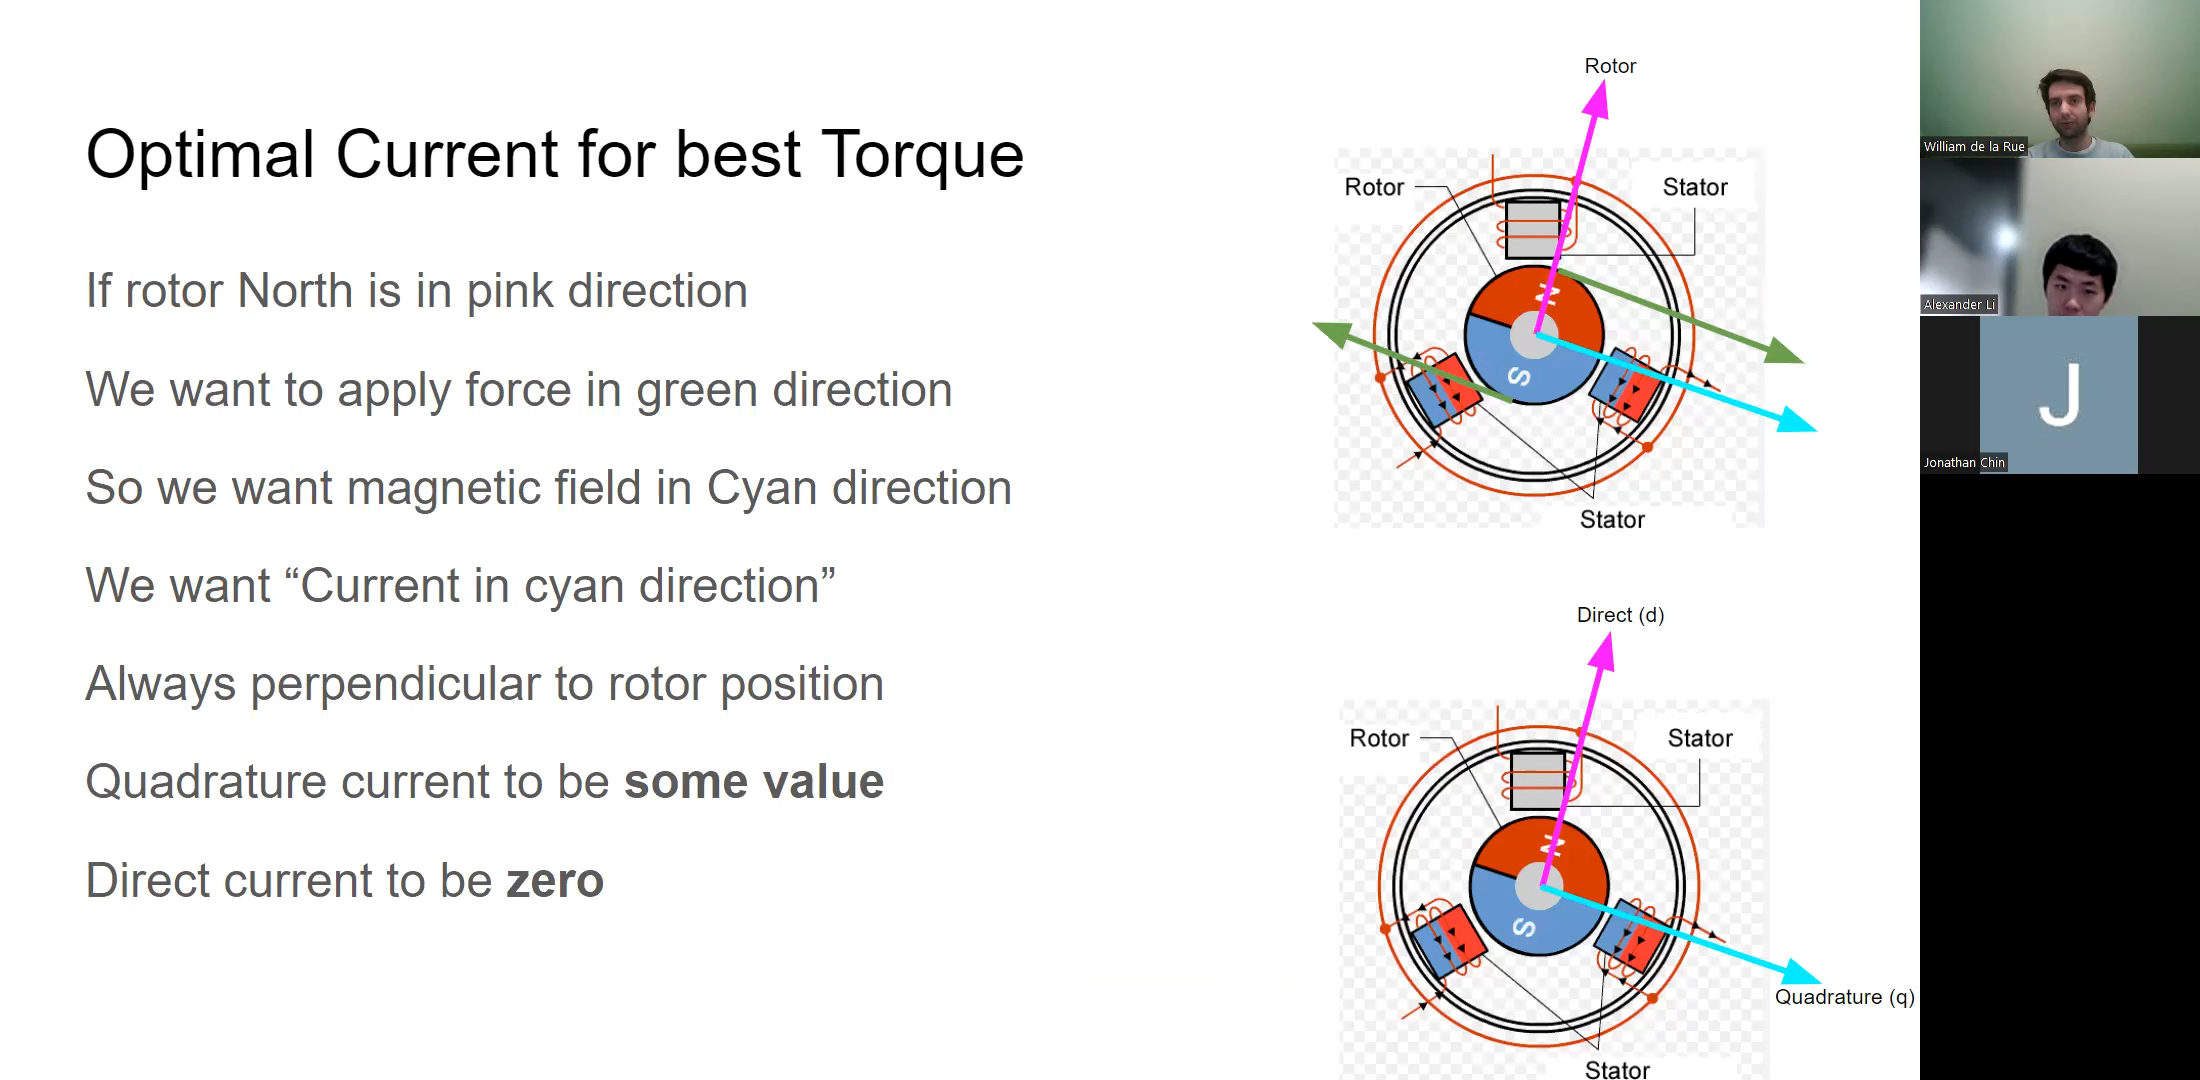 Optimal Current for best Torque
If rotor North is in pink direction
We want to apply force in green direction
So we want magnetic field in Cyan direction
We want “Current in cyan direction”
Always perpendicular to rotor position
Quadrature current to be some value
Direct current to be zero
Rotor
Rotor
Stator
N
S
Stator
Direct (d)
Rotor
Stator
N
S
Quadrature (q)
Stator
William de la Rue
Alexander Li
J
Jonathan Chin